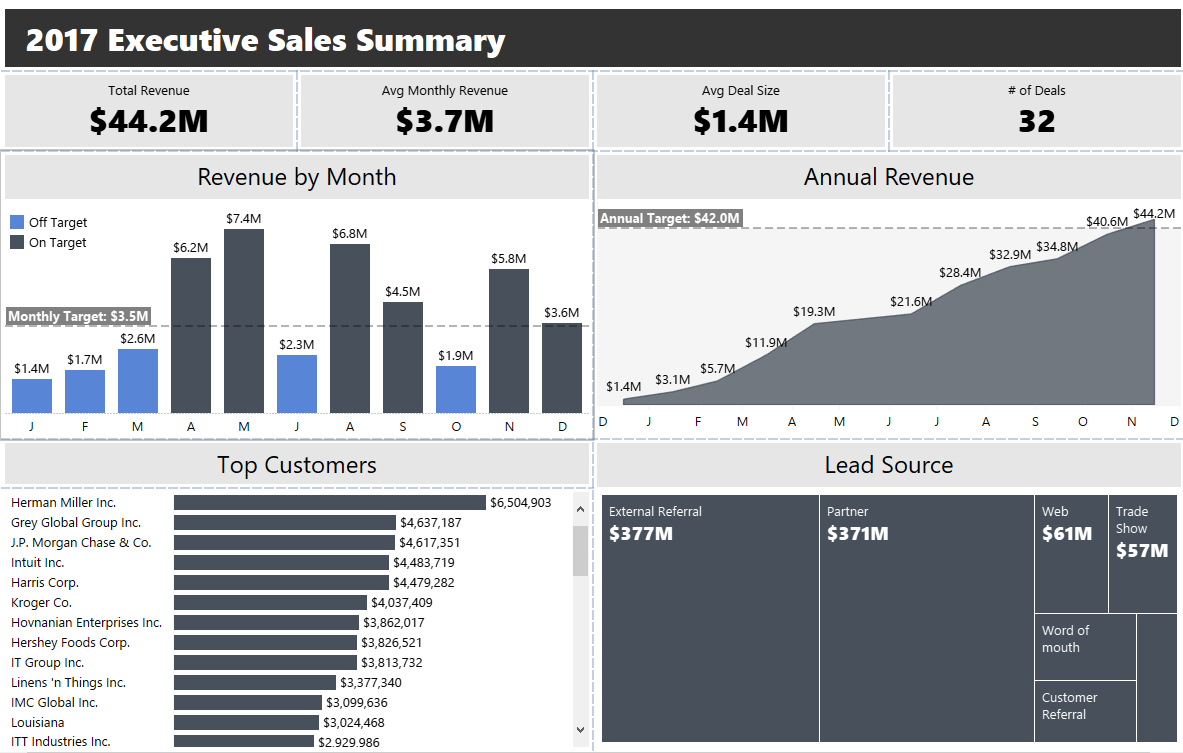 2017 Executive Sales Summary
Total Revenue
$44.2M
Avg Monthly Revenue
$3.7M
Avg Deal Size
$1.4M
# of Deals
32
Revenue by Month
Off Target
On Target
Monthly Target: $3.5M
$1.4M
$1.7M
$2.6M
$6.2M
$7.4M
$2.3M
$6.8M
$4.5M
$1.9M
$5.8M
$3.6M
J F M A M J A S O N D
Annual Revenue
Annual Target: $42.0M
$1.4M
$3.1M
$5.7M
$11.9M
$19.3M
$21.6M
$28.4M
$32.9M
$34.8M
$40.6M
$44.2M
D J F M A M J J A S O N D
Top Customers
Herman Miller Inc. $6,504,903
Grey Global Group Inc. $4,637,187
J.P. Morgan Chase & Co. $4,617,351
Intuit Inc. $4,483,719
Harris Corp. $4,479,282
Kroger Co. $4,037,409
Hovnanian Enterprises Inc. $3,862,017
Hershey Foods Corp. $3,826,521
IT Group Inc. $3,813,732
Linens 'n Things Inc. $3,377,340
IMC Global Inc. $3,099,636
Louisiana $3,024,468
ITT Industries Inc. $2,929,986
Lead Source
External Referral
$377M
Partner
$371M
Web
$61M
Trade
Show
$57M
Word of
mouth
Customer
Referral